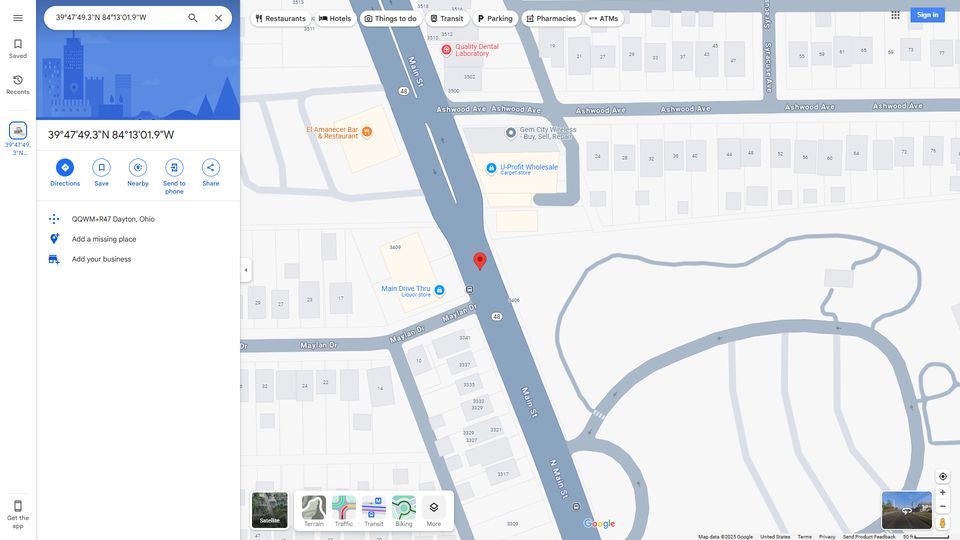 39°47'49.3"N 84°13'01.9"W
Restaurants
Hotels
Things to do
Transit
Parking
Pharmacies
ATMs
Sign in
Saved
Recents
39°47'49.
3"N...
39°47'49.3"N 84°13'01.9"W
Directions
Save
Nearby
Send to
phone
Share
QQWM+R47 Dayton, Ohio
Add a missing place
Add your business
Get the
app
3518
3516
3513
Quality Dental
Laboratory
3502
3500
Main St
48
Syracuse Ave
19
21
27
29
33
37
43
47
55
59
61
65
69
73
77
Ashwood Ave
Ashwood Ave
Ashwood Ave
Ashwood Ave
Ashwood Ave
El Amanecer Bar
& Restaurant
Gem City Wireless
- Buy, Sell, Repair
U-Profit Wholesale
Carpet store
24
28
32
36
40
44
48
54
56
60
64
72
76
3409
Main Drive Thru
Liquor store
3406
29
27
23
17
48
Maylan Dr
Maylan Dr
Maylan Dr
Dr
3341
10
3337
3335
3333
3329
3329
3321
3327
3317
3309
32
26
24
22
14
Main St
N Main St
Satellite
Terrain
Traffic
Transit
Biking
More
Google
Map data ©2025 Google
United States
Terms
Privacy
Send Product Feedback
50 ft